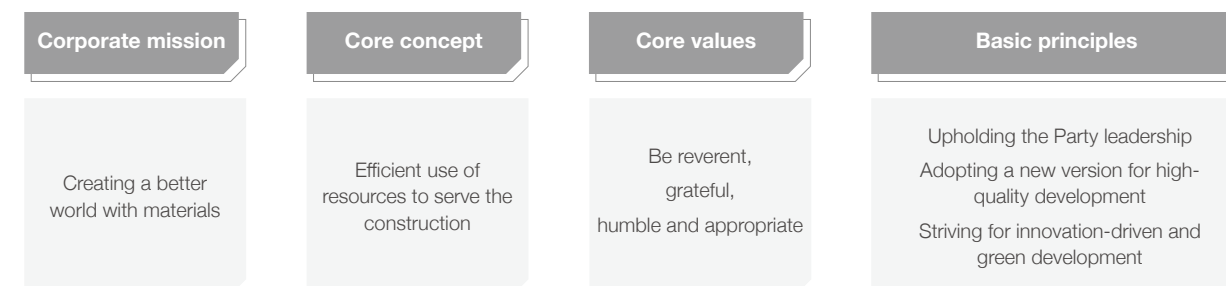 Corporate mission
Core concept
Core values
Basic principles
Creating a better
world with materials
Efficient use of
resources to serve the
construction
Be reverent,
grateful,
humble and appropriate
Upholding the Party leadership
Adopting a new version for high-
quality development
Striving for innovation-driven and
green development